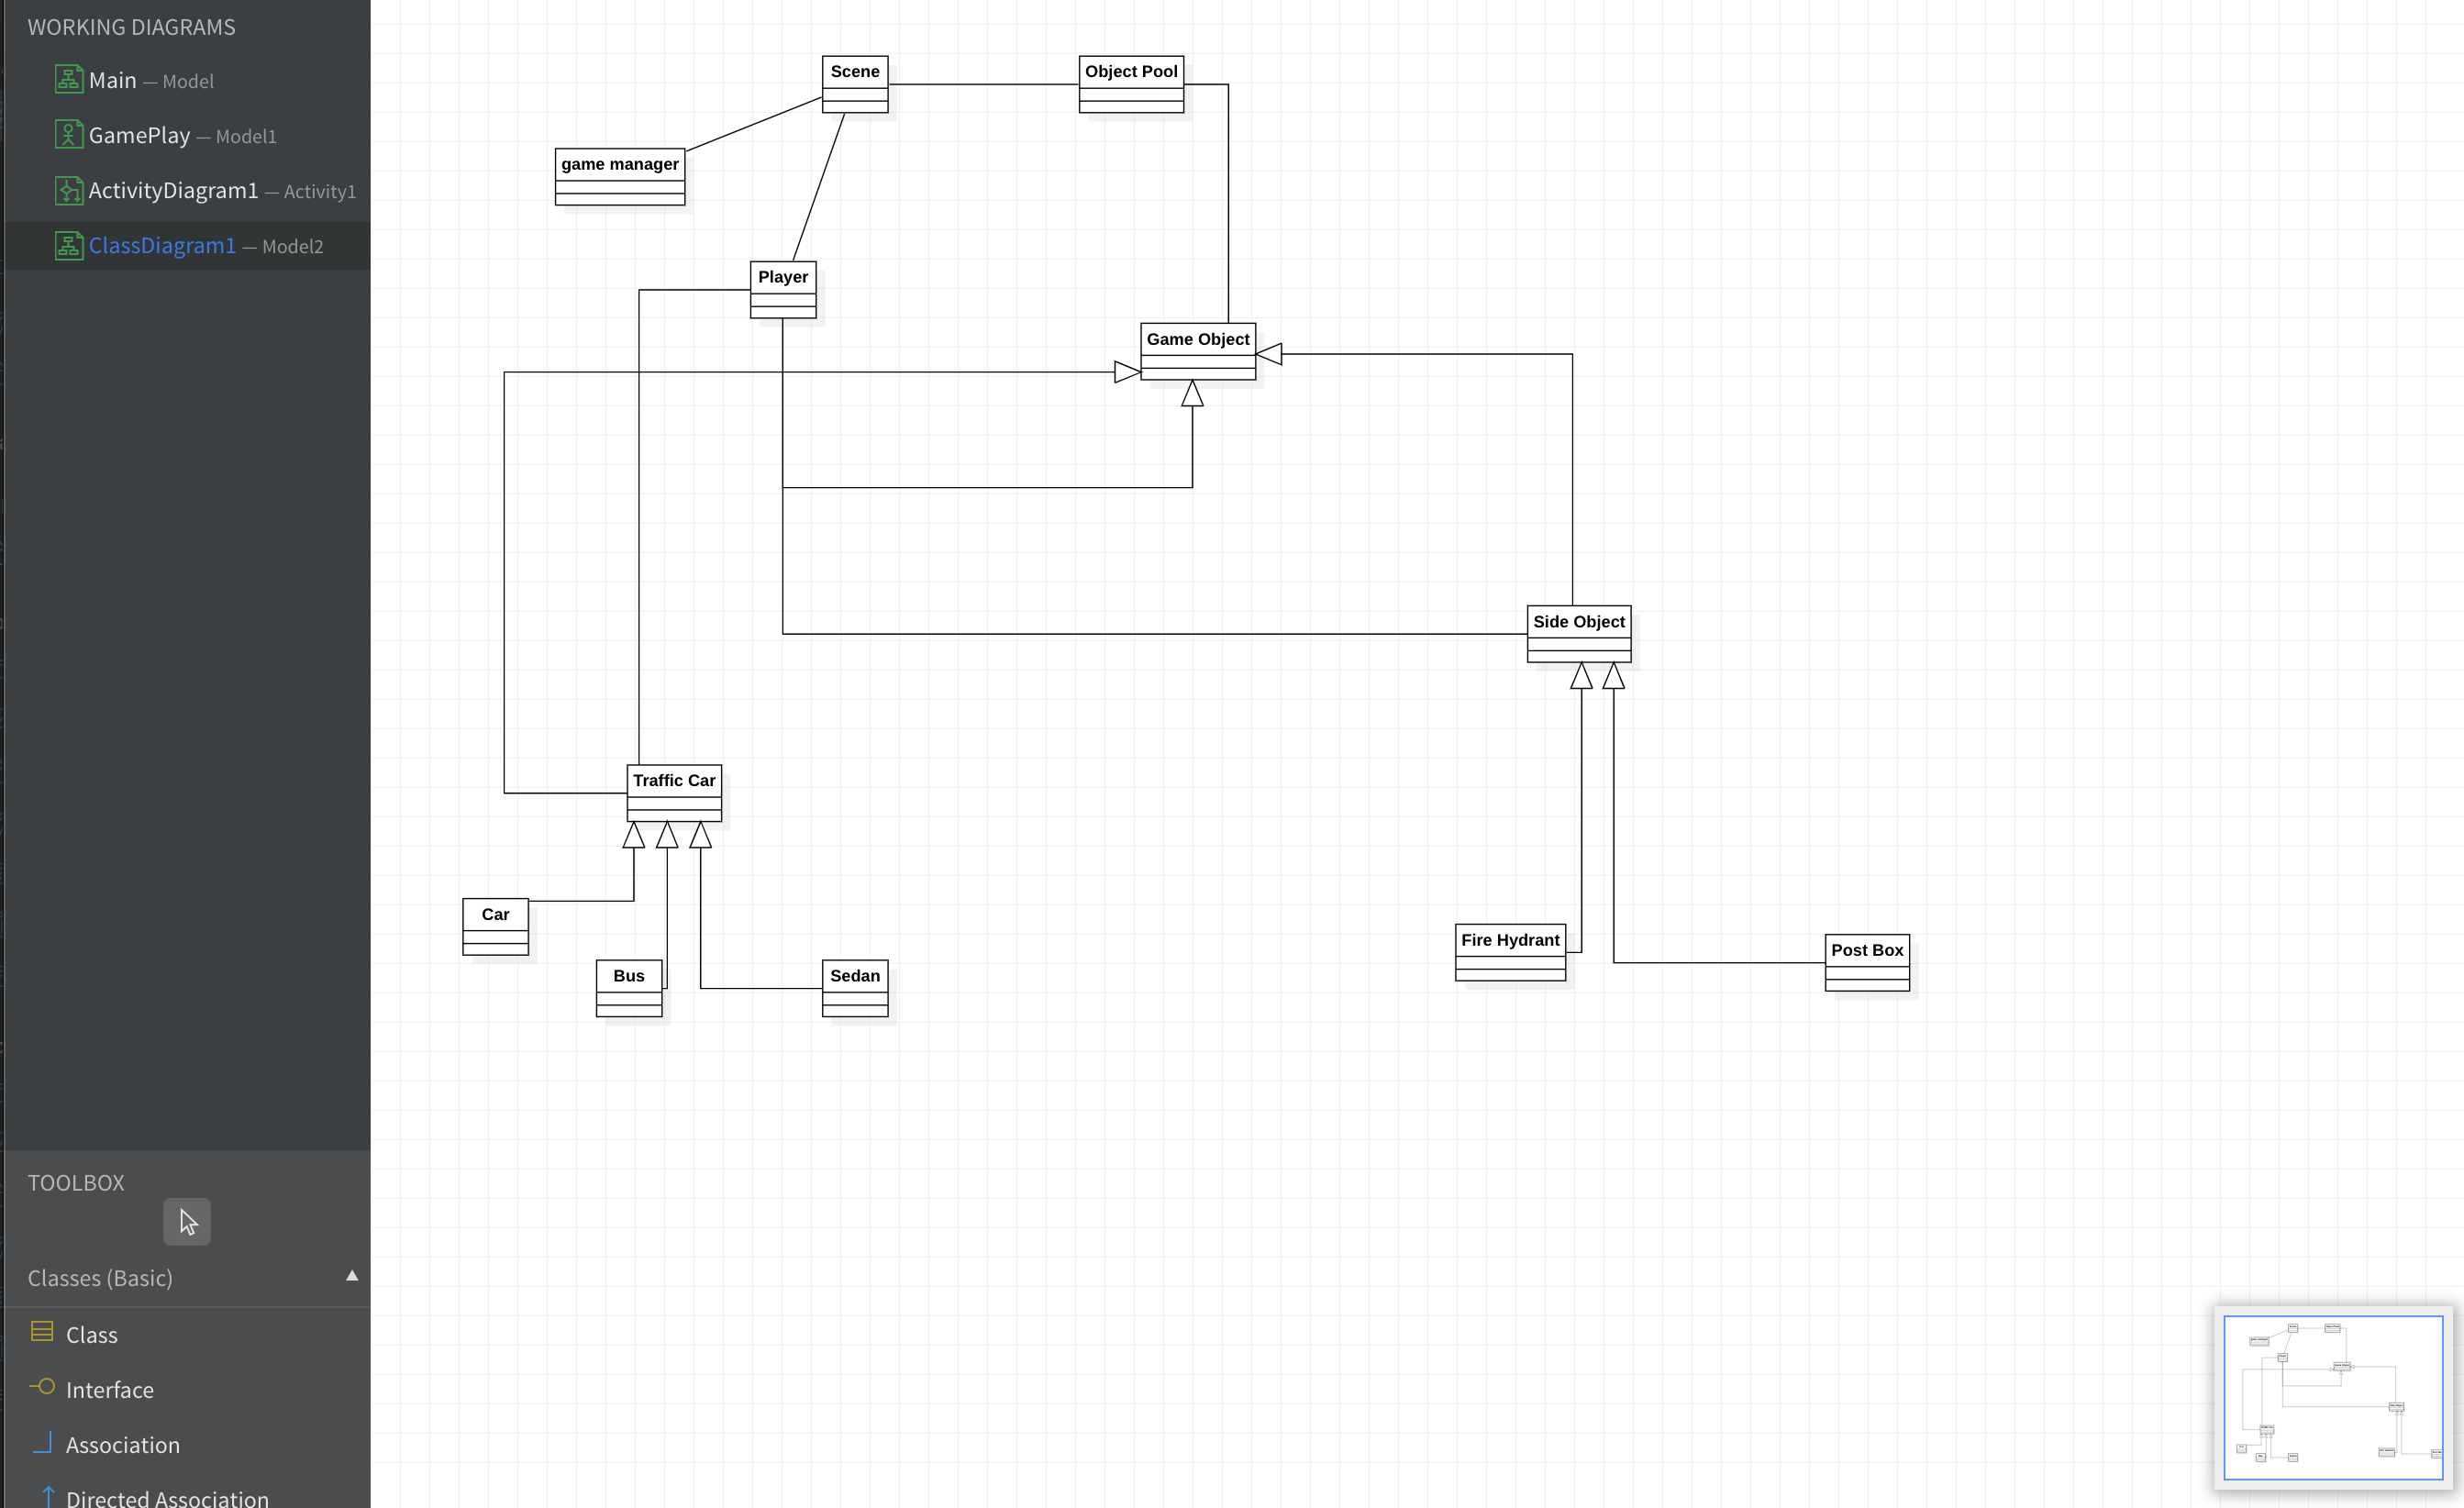 WORKING DIAGRAMS
Main — Model
GamePlay — Model1
ActivityDiagram1 — Activity1
ClassDiagram1 — Model2
Scene
Object Pool
game manager
Player
Game Object
Side Object
Traffic Car
Car
Fire Hydrant
Post Box
Bus
Sedan
TOOLBOX
Classes (Basic)
Class
Interface
Association
Directed Association